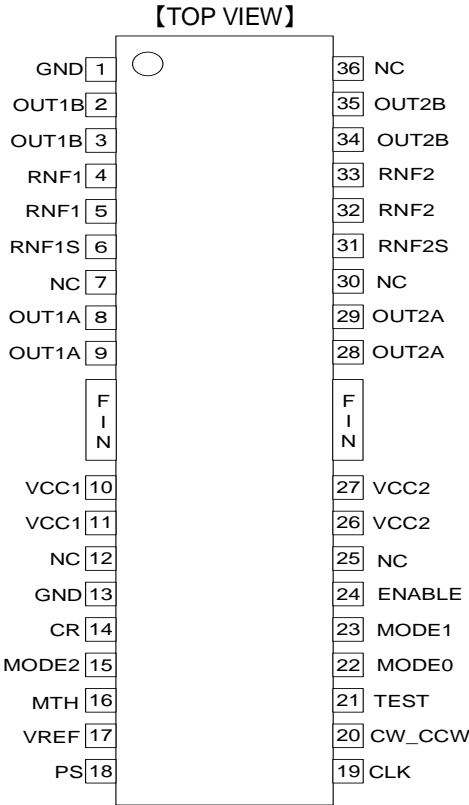 【TOP VIEW】
GND 1 36 NC
OUT1B 2 35 OUT2B
OUT1B 3 34 OUT2B
RNF1 4 33 RNF2
RNF1 5 32 RNF2
RNF1S 6 31 RNF2S
NC 7 30 NC
OUT1A 8 29 OUT2A
OUT1A 9 28 OUT2A
FIN FIN
VCC1 10 27 VCC2
VCC1 11 26 VCC2
NC 12 25 NC
GND 13 24 ENABLE
CR 14 23 MODE1
MODE2 15 22 MODE0
MTH 16 21 TEST
VREF 17 20 CW_CCW
PS 18 19 CLK